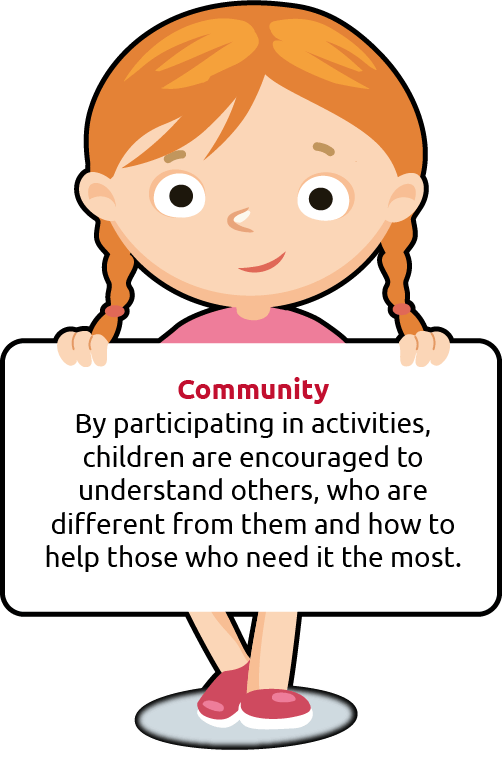 Community
By participating in activities,
children are encouraged to
understand others, who are
different from them and how to
help those who need it the most.